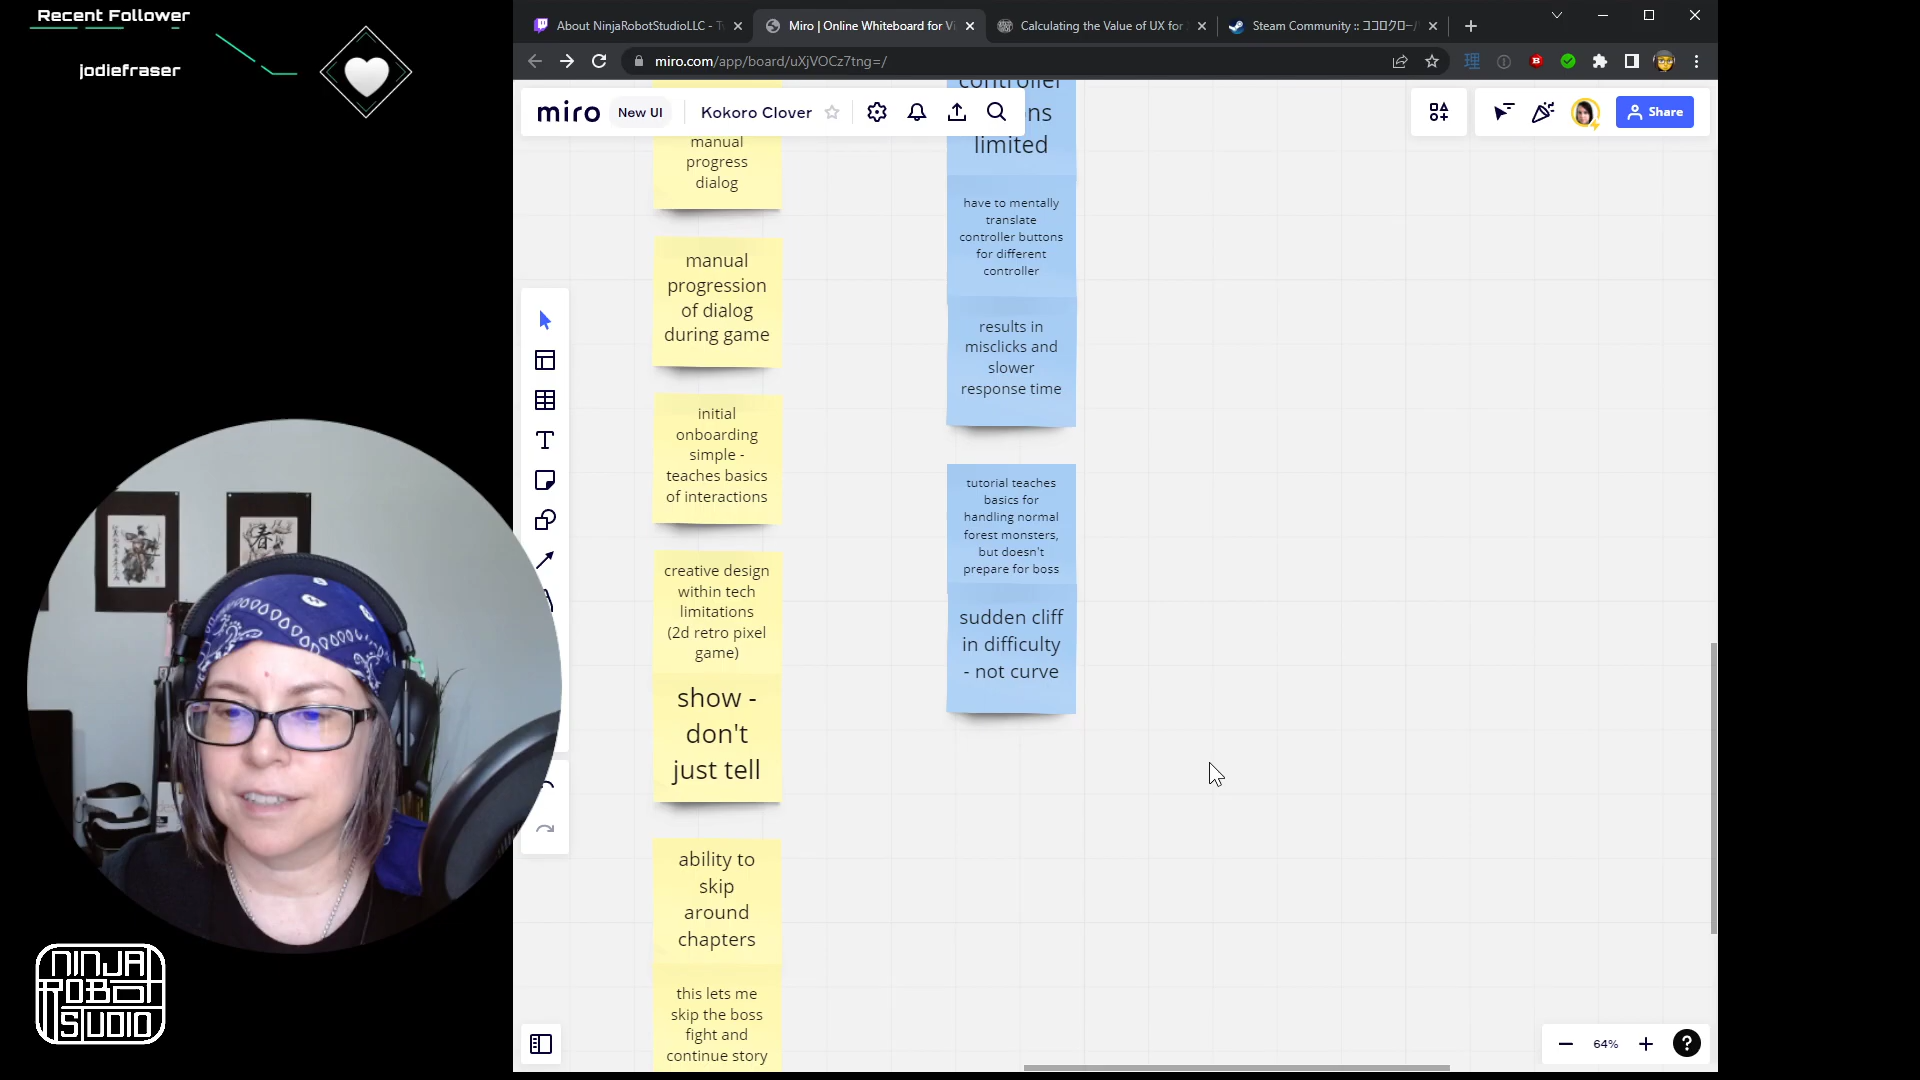 Recent Follower
jodiefraser
About NinjaRobotStudioLLC - Tw
Miro | Online Whiteboard for Vi
Calculating the Value of UX for
Steam Community :: ココロクロー
miro.com/app/board/uXjVOCz7tng=/
miro
New UI
Kokoro Clover
Share
manual
progress
dialog
manual
progression
of dialog
during game
initial
onboarding
simple -
teaches basics
of interactions
creative design
within tech
limitations
(2d retro pixel
game)
show -
don't
just tell
ability to
skip
around
chapters
this lets me
skip the boss
fight and
continue story
controller
ns
limited
have to mentally
translate
controller buttons
for different
controller
results in
misclicks and
slower
response time
tutorial teaches
basics for
handling normal
forest monsters,
but doesn't
prepare for boss
sudden cliff
in difficulty
- not curve
春
NINJA
ROBOT
STUDIO
64%